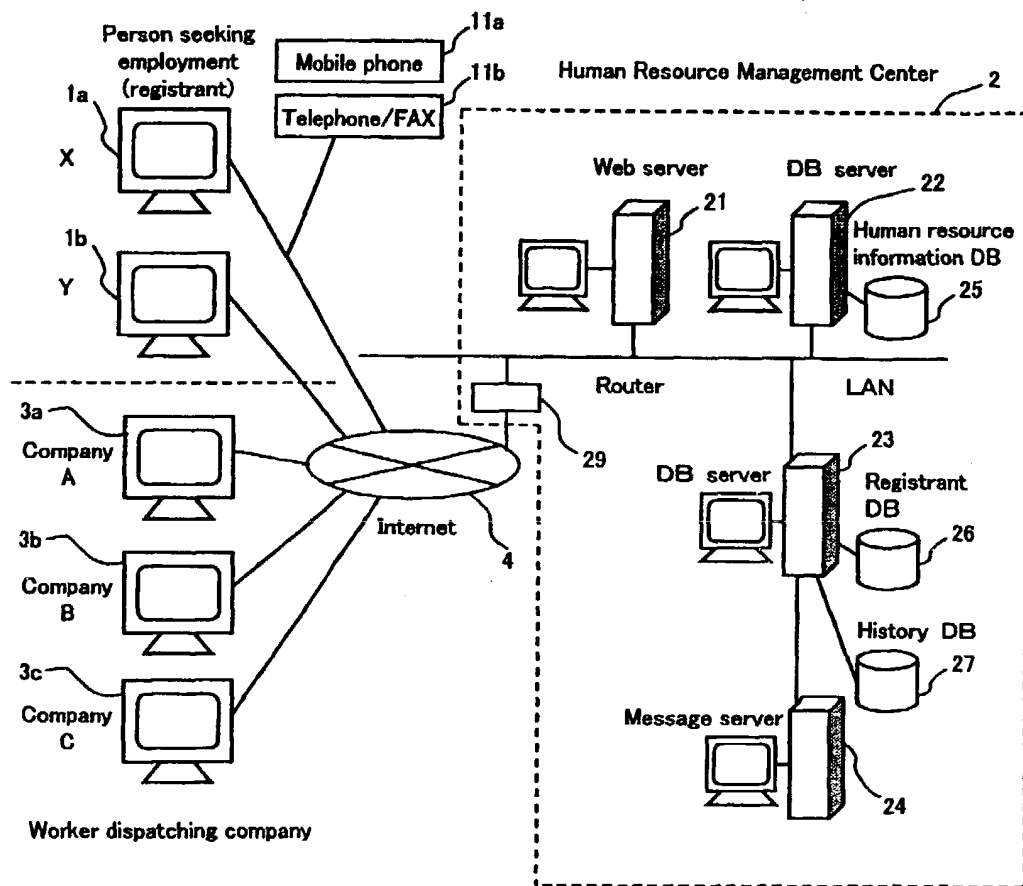 Person seeking
employment
(registrant)
11a
Mobile phone
11b
Telephone/FAX
Human Resource Management Center
2
1a
X
1b
Y
Web server
21
DB server
22
Human resource
information DB
25
Router
LAN
29
3a
Company
A
3b
Company
B
3c
Company
C
Internet
4
DB server
23
Registrant
DB
26
History DB
27
Message server
24
Worker dispatching company